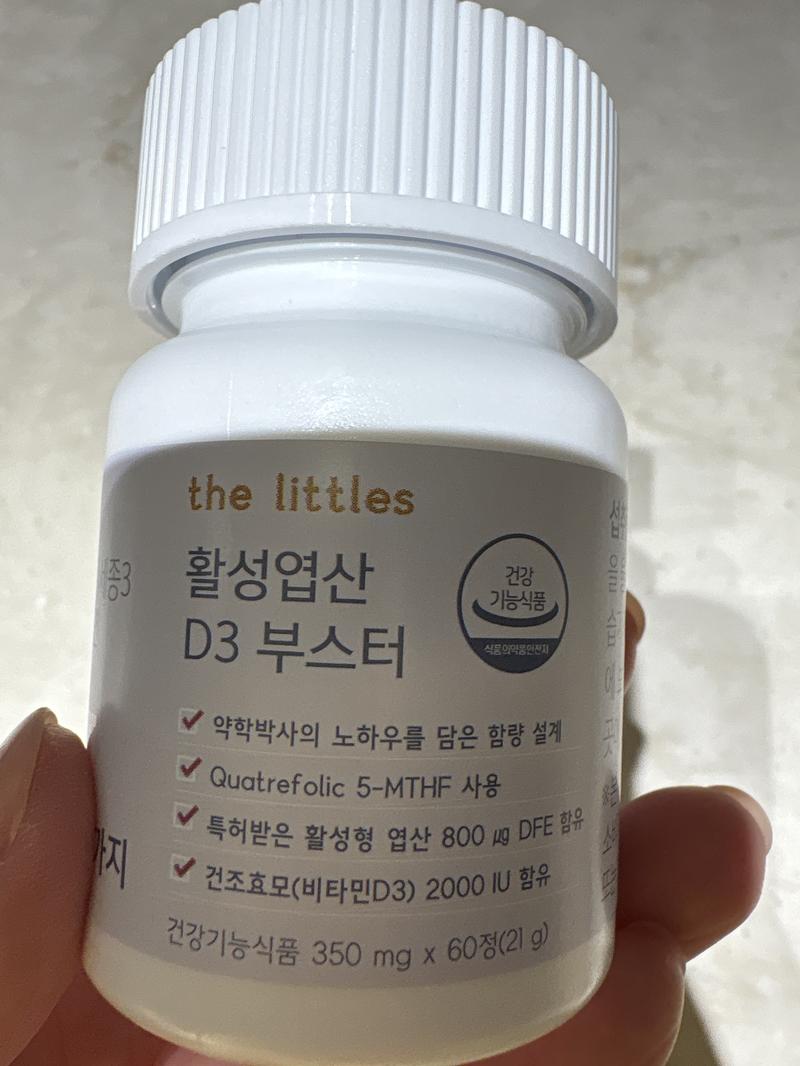 the littles
활성엽산
D3 부스터
건강
기능식품
식품의약품안전처
약학박사의 노하우를 담은 함량 설계
Quatrefolic 5-MTHF 사용
특허받은 활성형 엽산 800 ㎍ DFE 함유
건조효모(비타민D3) 2000 IU 함유
건강기능식품 350 mg x 60정(21 g)
종3
가지